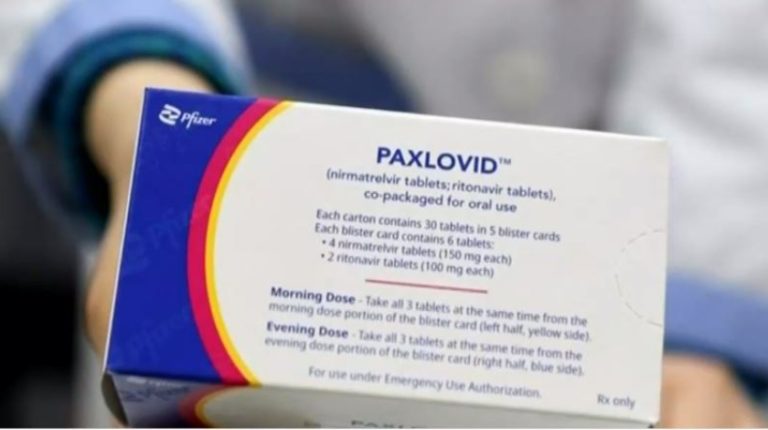 Pfizer
PAXLOVID™
(nirmatrelvir tablets; ritonavir tablets),
co-packaged for oral use
Each carton contains 30 tablets in 5 blister cards
Each blister card contains 6 tablets:
• 4 nirmatrelvir tablets (150 mg each)
• 2 ritonavir tablets (100 mg each)
Morning Dose - Take all 3 tablets at the same time from the
morning dose portion of the blister card (left half, yellow side).
Evening Dose - Take all 3 tablets at the same time from the
evening dose portion of the blister card (right half, blue side).
For use under Emergency Use Authorization.
Rx only